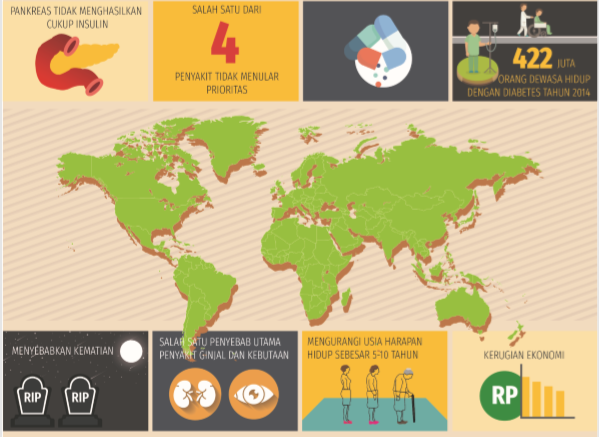 PANKREAS TIDAK MENGHASILKAN
CUKUP INSULIN
SALAH SATU DARI
4
PENYAKIT TIDAK MENULAR
PRIORITAS
422 JUTA
ORANG DEWASA HIDUP
DENGAN DIABETES TAHUN 2014
MENYEBABKAN KEMATIAN
RIP
RIP
SALAH SATU PENYEBAB UTAMA
PENYAKIT GINJAL DAN KEBUTAAN
MENGURANGI USIA HARAPAN
HIDUP SEBESAR 5-10 TAHUN
KERUGIAN EKONOMI
RP